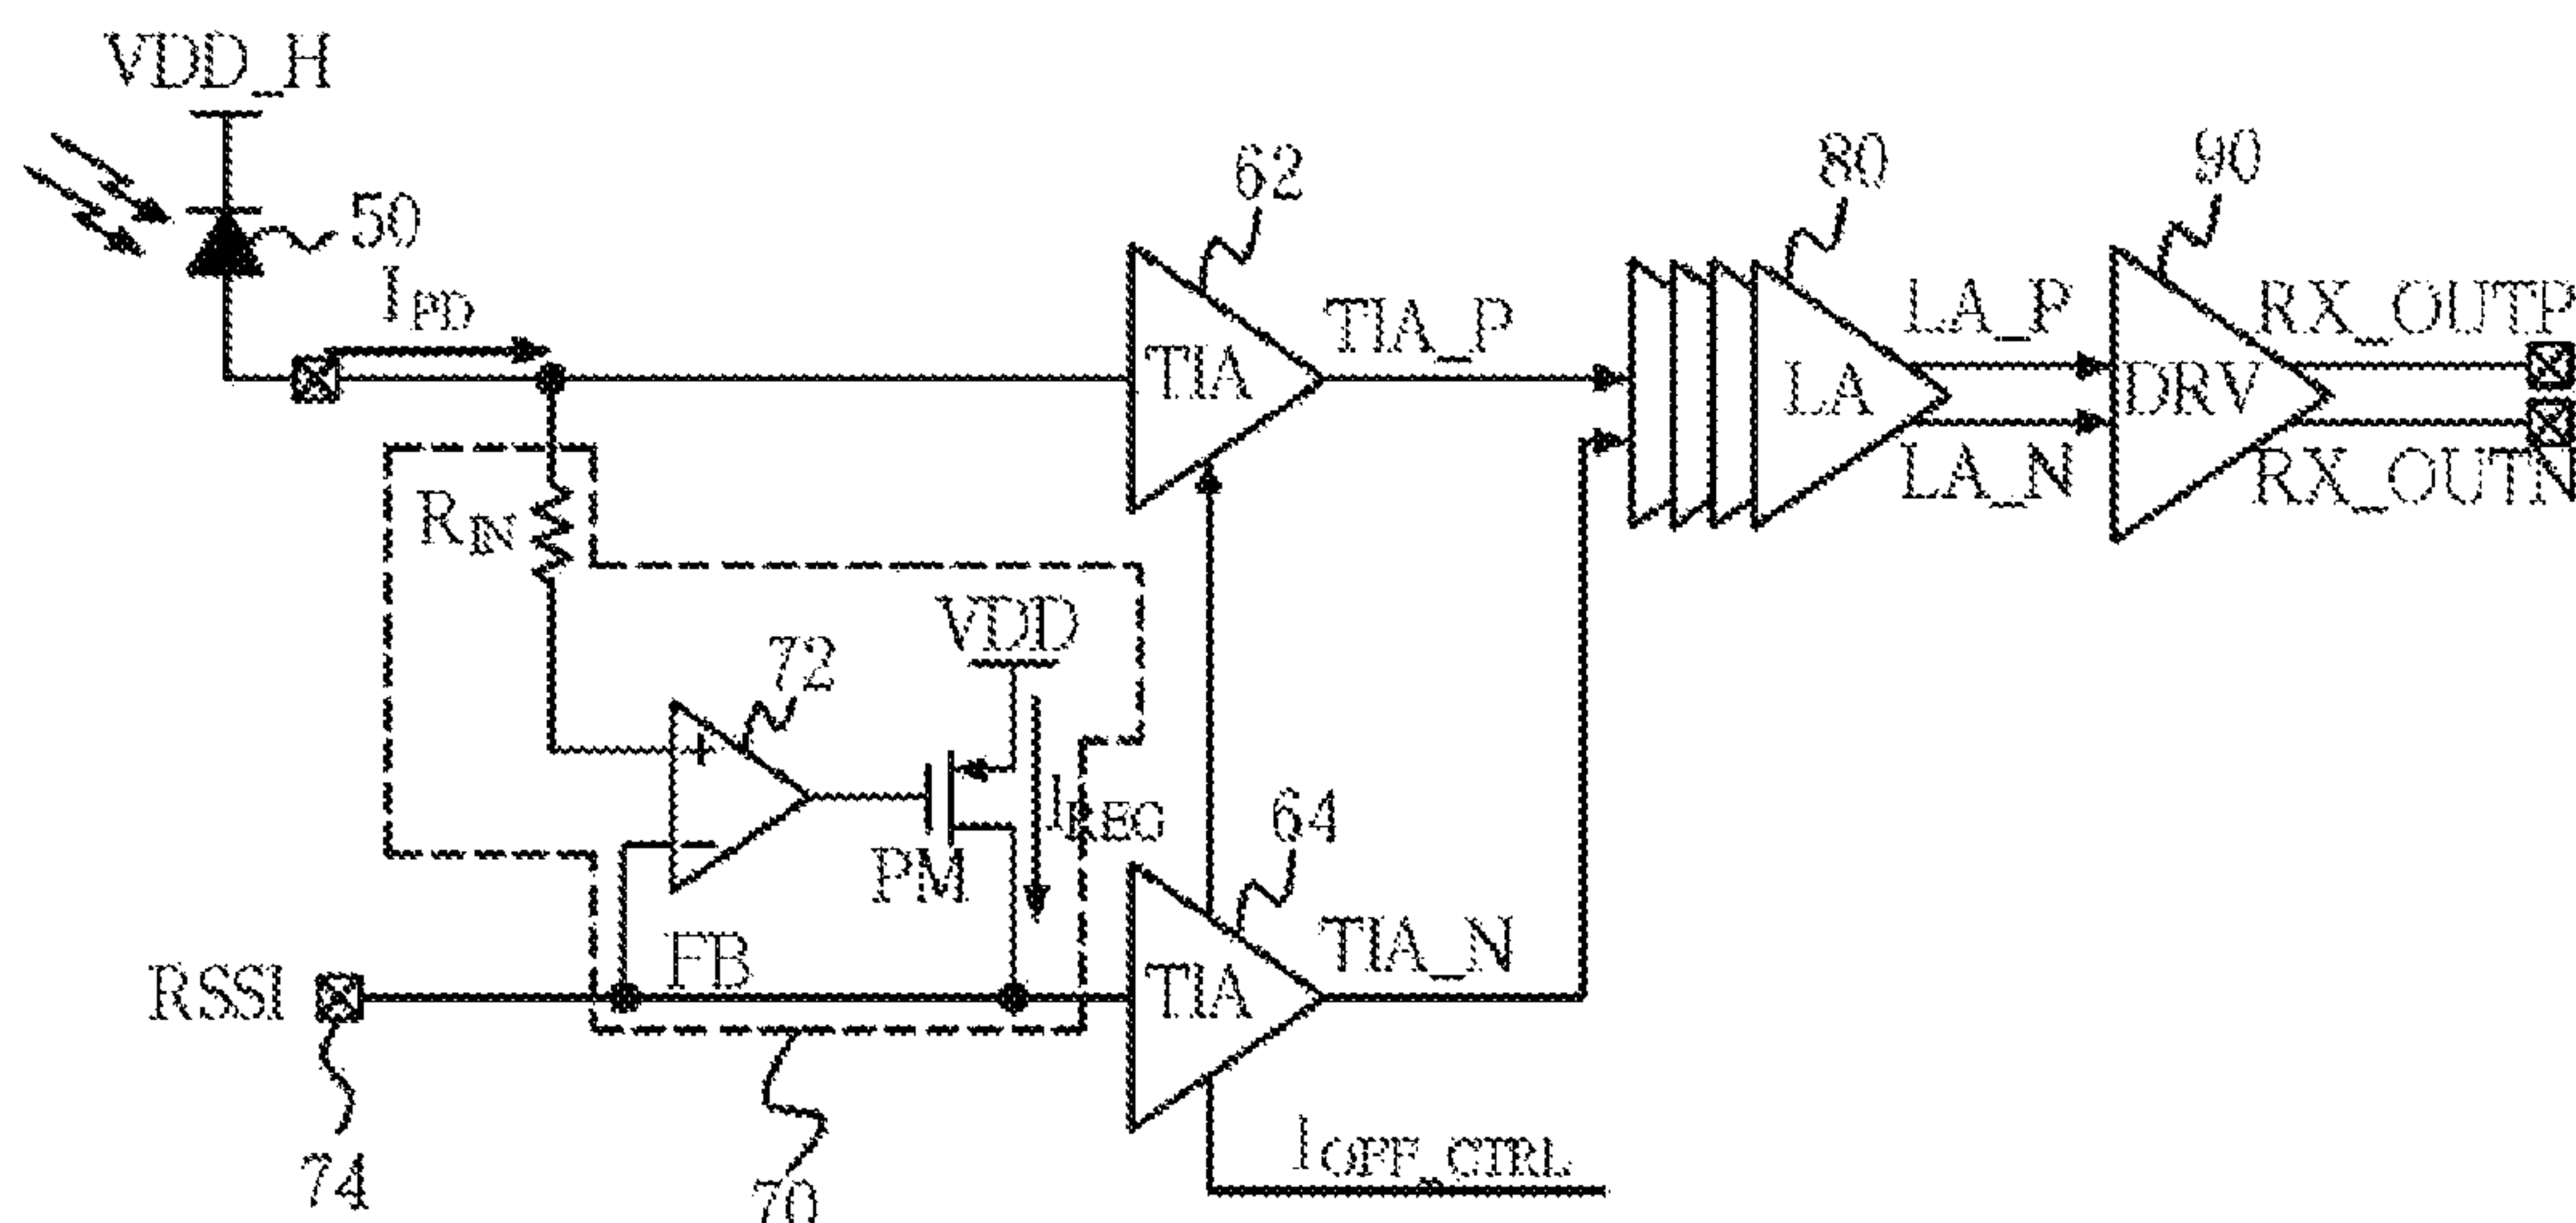 VDD_H
50
IPD
62
TIA
TIA_P
80
LA
LA_P
LA_N
90
DRV
RX_OUTP
RX_OUTN
RIN
VDD
72
+
−
PM
IREG
64
TIA
TIA_N
RSSI
FB
74
70
IOFF_CTRL